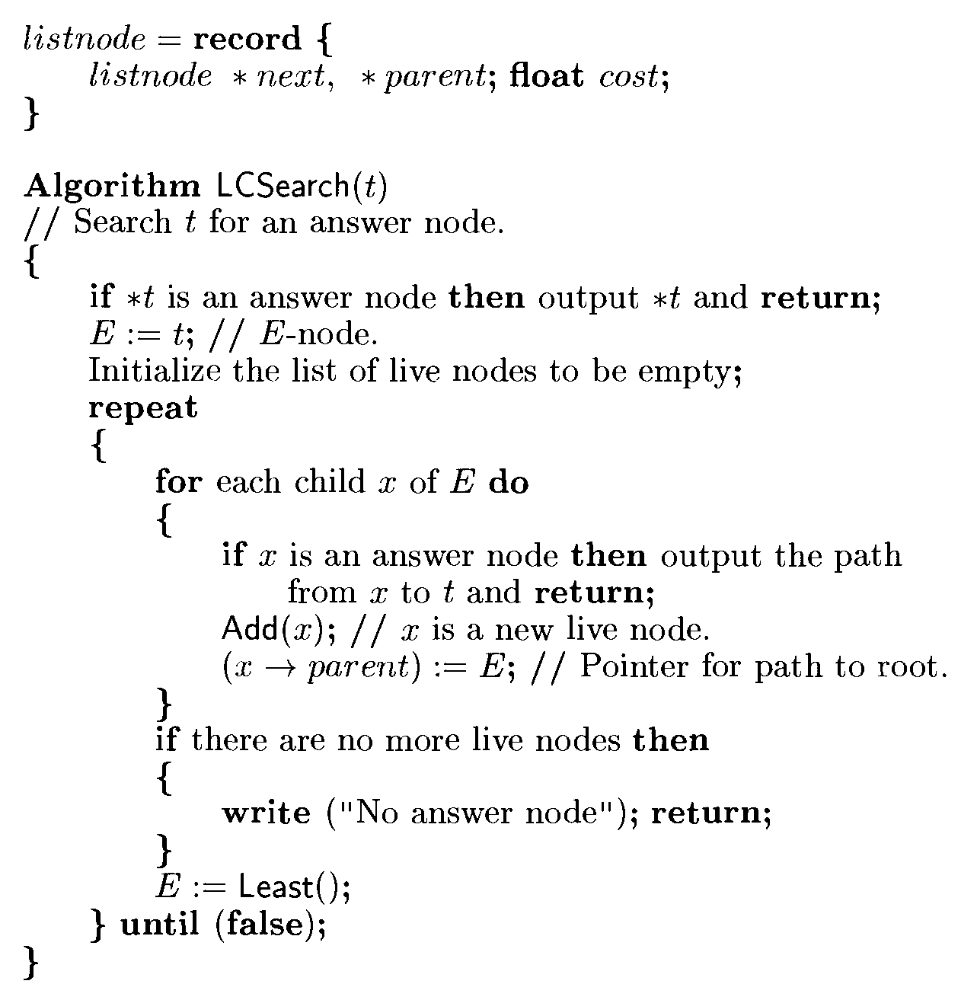 listnode = record {
listnode * next, * parent; float cost;
}
Algorithm LCSearch(t)
// Search t for an answer node.
{
if *t is an answer node then output *t and return;
E := t; // E-node.
Initialize the list of live nodes to be empty;
repeat
{
for each child x of E do
{
if x is an answer node then output the path
from x to t and return;
Add(x); // x is a new live node.
(x → parent) := E; // Pointer for path to root.
}
if there are no more live nodes then
{
write ("No answer node"); return;
}
E := Least();
} until (false);
}